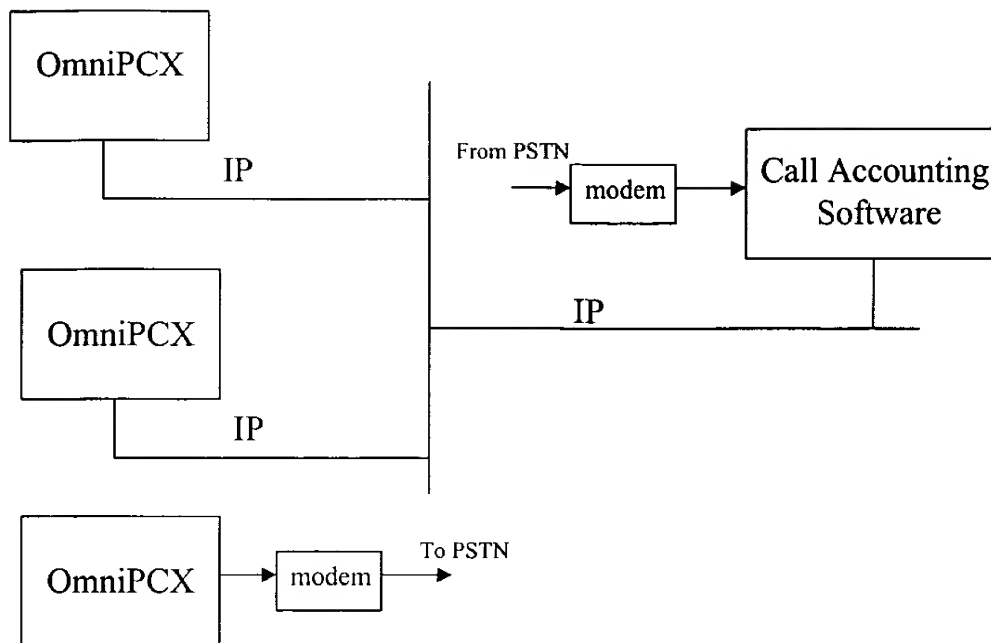 OmniPCX
IP
From PSTN
modem
Call Accounting
Software
OmniPCX
IP
IP
OmniPCX
modem
To PSTN